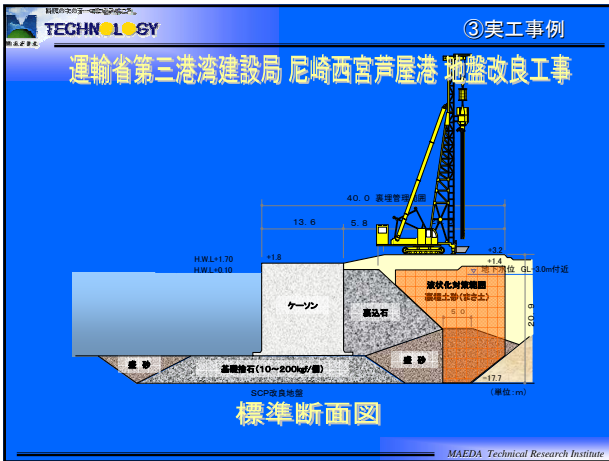 TECHNOLOGY
③実工事例
運輸省第三港湾建設局 尼崎西宮芦屋港 地盤改良工事
40.0 裏埋管理範囲
13.6
5.8
+3.2
H.W.L+1.70
+1.8
+1.4
H.W.L+0.10
地下水位 GL-3.0m付近
液状化対策範囲
裏埋土砂(まさ土)
ケーソン
裏込石
5.0
20.9
盛砂
盛砂
基礎捨石(10～200kgf/個)
-17.7
SCP改良地盤
(単位:m)
標準断面図
MAEDA Technical Research Institute